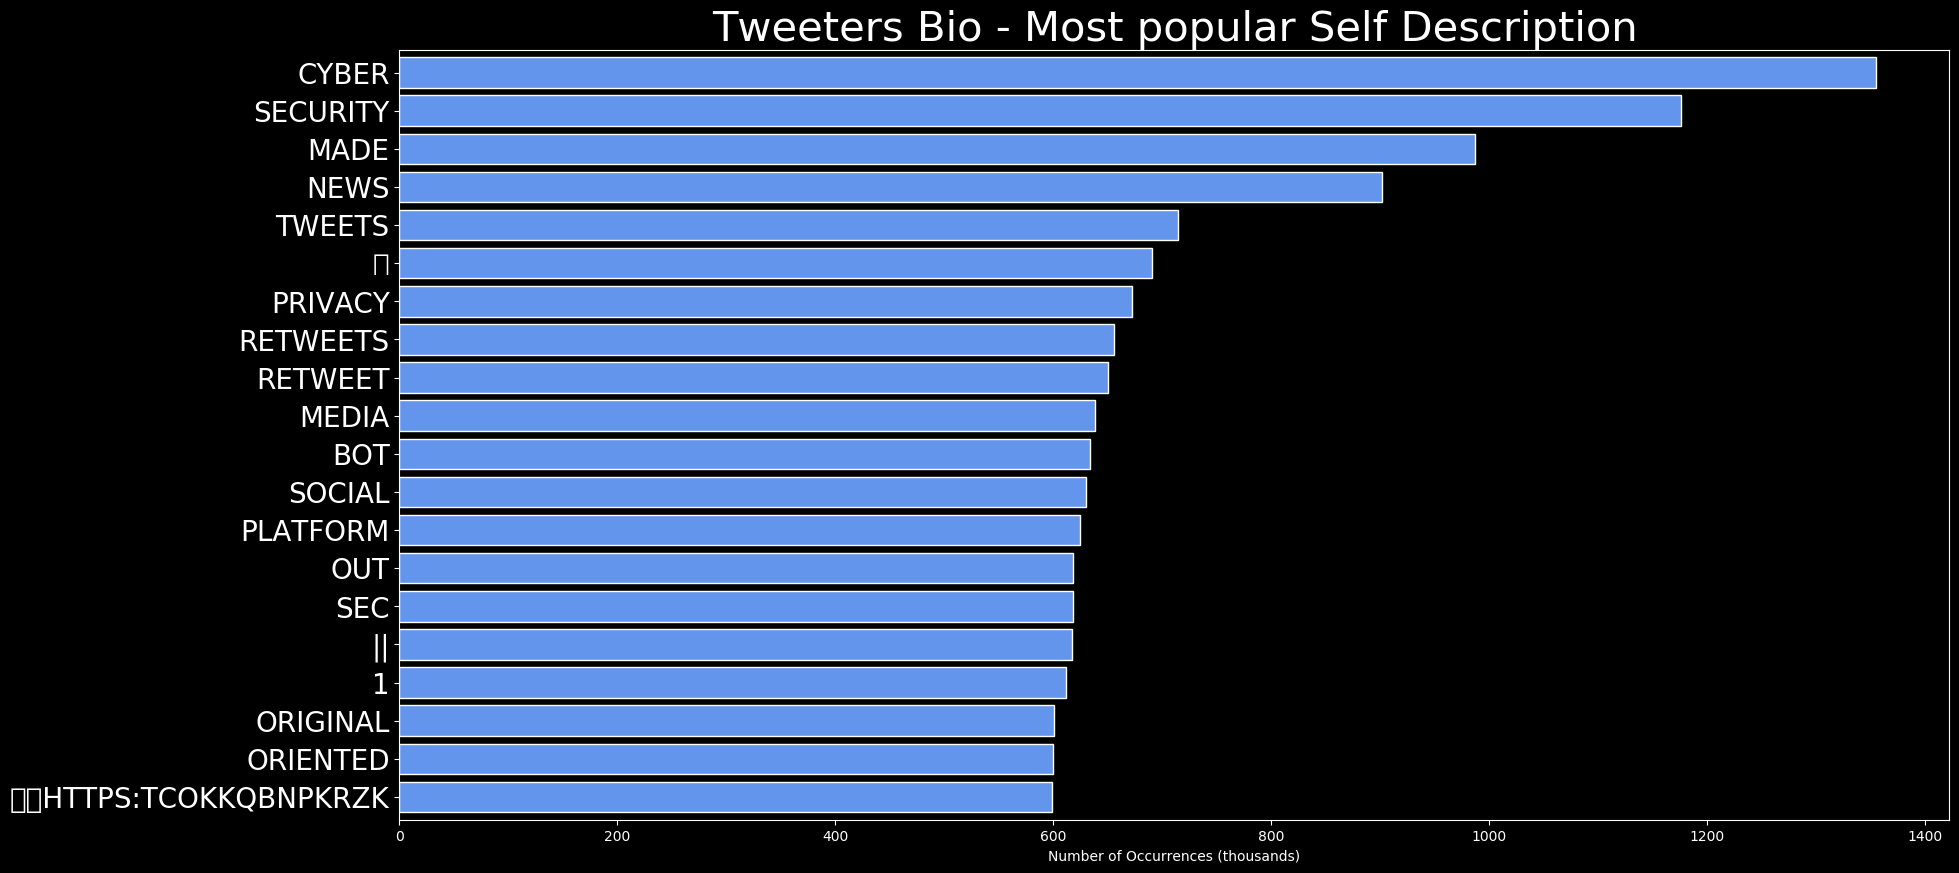 Tweeters Bio - Most popular Self Description
CYBER
SECURITY
MADE
NEWS
TWEETS
PRIVACY
RETWEETS
RETWEET
MEDIA
BOT
SOCIAL
PLATFORM
OUT
SEC
||
1
ORIGINAL
ORIENTED
HTTPS:TCOKKQBNPKRZK
0 200 400 600 800 1000 1200 1400
Number of Occurrences (thousands)